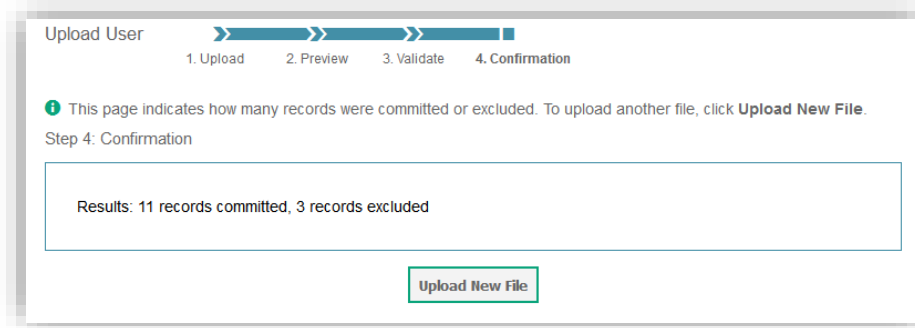 Upload User
1. Upload 2. Preview 3. Validate 4. Confirmation
This page indicates how many records were committed or excluded. To upload another file, click Upload New File.
Step 4: Confirmation
Results: 11 records committed, 3 records excluded
Upload New File